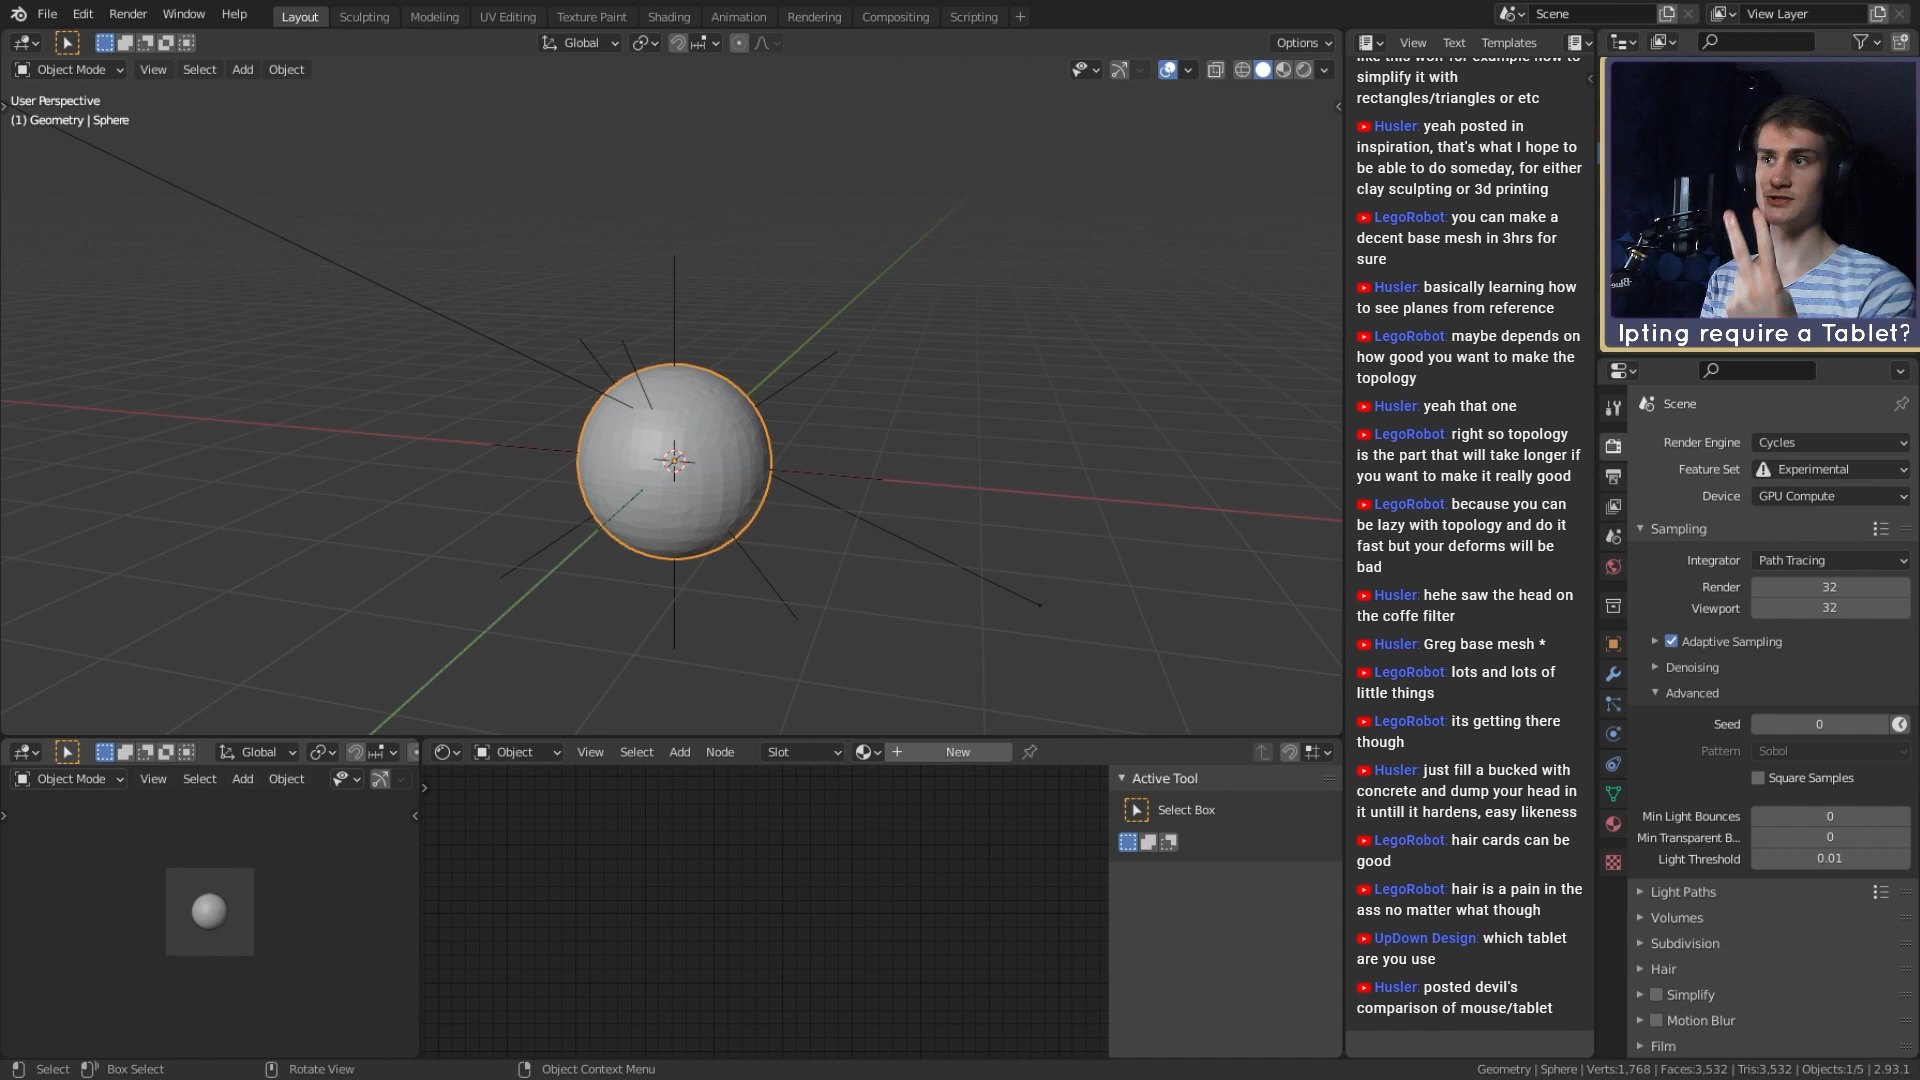 File Edit Render Window Help Layout Sculpting Modeling UV Editing Texture Paint Shading Animation Rendering Compositing Scripting + Scene View Layer
Global Options View Text Templates
Object Mode View Select Add Object
User Perspective
(1) Geometry | Sphere
like this won for example how to
simplify it with
rectangles/triangles or etc
Husler: yeah posted in
inspiration, that's what I hope to
be able to do someday, for either
clay sculpting or 3d printing
LegoRobot: you can make a
decent base mesh in 3hrs for
sure
Husler: basically learning how
to see planes from reference
LegoRobot: maybe depends on
how good you want to make the
topology
Husler: yeah that one
LegoRobot: right so topology
is the part that will take longer if
you want to make it really good
LegoRobot: because you can
be lazy with topology and do it
fast but your deforms will be
bad
Husler: hehe saw the head on
the coffe filter
Husler: Greg base mesh *
LegoRobot: lots and lots of
little things
LegoRobot: its getting there
though
Husler: just fill a bucked with
concrete and dump your head in
it untill it hardens, easy likeness
LegoRobot: hair cards can be
good
LegoRobot: hair is a pain in the
ass no matter what though
UpDown Design: which tablet
are you use
Husler: posted devil's
comparison of mouse/tablet
Blue
lpting require a Tablet?
Scene
Render Engine Cycles
Feature Set Experimental
Device GPU Compute
Sampling
Integrator Path Tracing
Render 32
Viewport 32
Adaptive Sampling
Denoising
Advanced
Seed 0
Pattern Sobol
Square Samples
Min Light Bounces 0
Min Transparent B... 0
Light Threshold 0.01
Light Paths
Volumes
Subdivision
Hair
Simplify
Motion Blur
Film
Global Object View Select Add Node Slot + New
Object Mode View Select Add Object
Active Tool
Select Box
Select Box Select Rotate View Object Context Menu Geometry | Sphere | Verts:1,768 | Faces:3,532 | Tris:3,532 | Objects:1/5 | 2.93.1